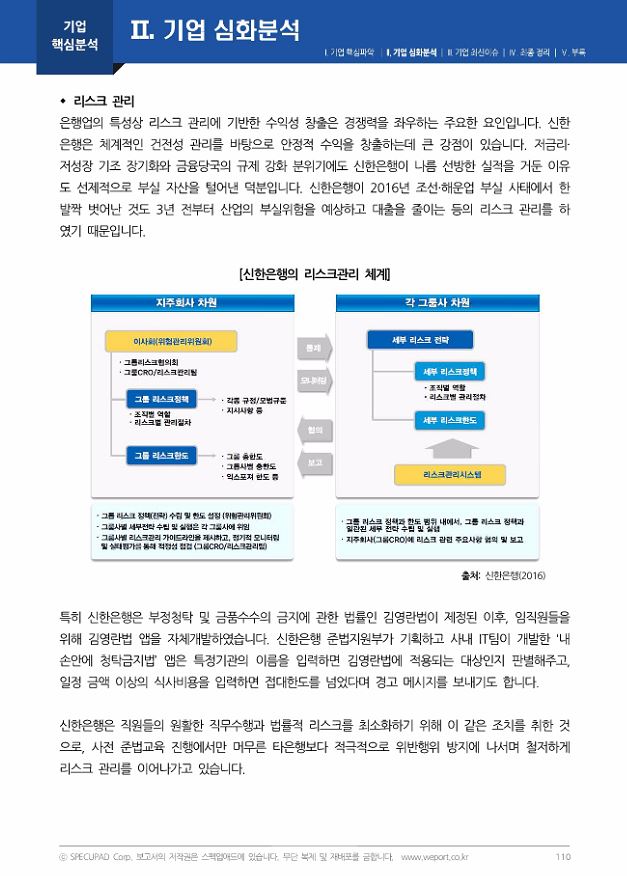 기업
핵심분석
Ⅱ. 기업 심화분석
Ⅰ. 기업 핵심파악 | Ⅱ. 기업 심화분석 | Ⅲ. 기업 최신이슈 | Ⅳ. 최종 정리 | Ⅴ. 부록
◆ 리스크 관리
은행업의 특성상 리스크 관리에 기반한 수익성 창출은 경쟁력을 좌우하는 주요한 요인입니다. 신한
은행은 체계적인 건전성 관리를 바탕으로 안정적 수익을 창출하는데 큰 강점이 있습니다. 저금리·
저성장 기조 장기화와 금융당국의 규제 강화 분위기에도 신한은행이 나름 선방한 실적을 거둔 이유
도 선제적으로 부실 자산을 털어낸 덕분입니다. 신한은행이 2016년 조선·해운업 부실 사태에서 한
발짝 벗어난 것도 3년 전부터 산업의 부실위험을 예상하고 대출을 줄이는 등의 리스크 관리를 하
였기 때문입니다.
[신한은행의 리스크관리 체계]
지주회사 차원
이사회(위험관리위원회)
· 그룹리스크협의회
· 그룹CRO/리스크관리팀
그룹 리스크정책
· 조직별 역할
· 리스크별 관리절차
· 각종 규정/모범규준
· 지시사항 등
그룹 리스크한도
· 그룹 총한도
· 그룹사별 총한도
· 익스포져 한도 등
통제
모니터링
협의
보고
각 그룹사 차원
세부 리스크 전략
세부 리스크정책
· 조직별 역할
· 리스크별 관리절차
세부 리스크한도
리스크관리시스템
· 그룹 리스크 정책(전략) 수립 및 한도 설정 (위험관리위원회)
· 그룹사별 세부전략 수립 및 실행은 각 그룹사에 위임
· 그룹사별 리스크관리 가이드라인을 제시하고, 정기적 모니터링
및 실태평가를 통해 적정성 점검 (그룹CRO/리스크관리팀)
· 그룹 리스크 정책과 한도 범위 내에서, 그룹 리스크 정책과
일관된 세부 전략 수립 및 실행
· 지주회사(그룹CRO)에 리스크 관련 주요사항 협의 및 보고
출처: 신한은행(2016)
특히 신한은행은 부정청탁 및 금품수수의 금지에 관한 법률인 김영란법이 제정된 이후, 임직원들을
위해 김영란법 앱을 자체개발하였습니다. 신한은행 준법지원부가 기획하고 사내 IT팀이 개발한 '내
손안에 청탁금지법' 앱은 특정기관의 이름을 입력하면 김영란법에 적용되는 대상인지 판별해주고,
일정 금액 이상의 식사비용을 입력하면 접대한도를 넘었다며 경고 메시지를 보내기도 합니다.
신한은행은 직원들의 원활한 직무수행과 법률적 리스크를 최소화하기 위해 이 같은 조치를 취한 것
으로, 사전 준법교육 진행에서만 머무른 타은행보다 적극적으로 위반행위 방지에 나서며 철저하게
리스크 관리를 이어나가고 있습니다.
ⓒ SPECUPAD Corp. 보고서의 저작권은 스펙업애드에 있습니다. 무단 복제 및 재배포를 금합니다. www.weport.co.kr
110